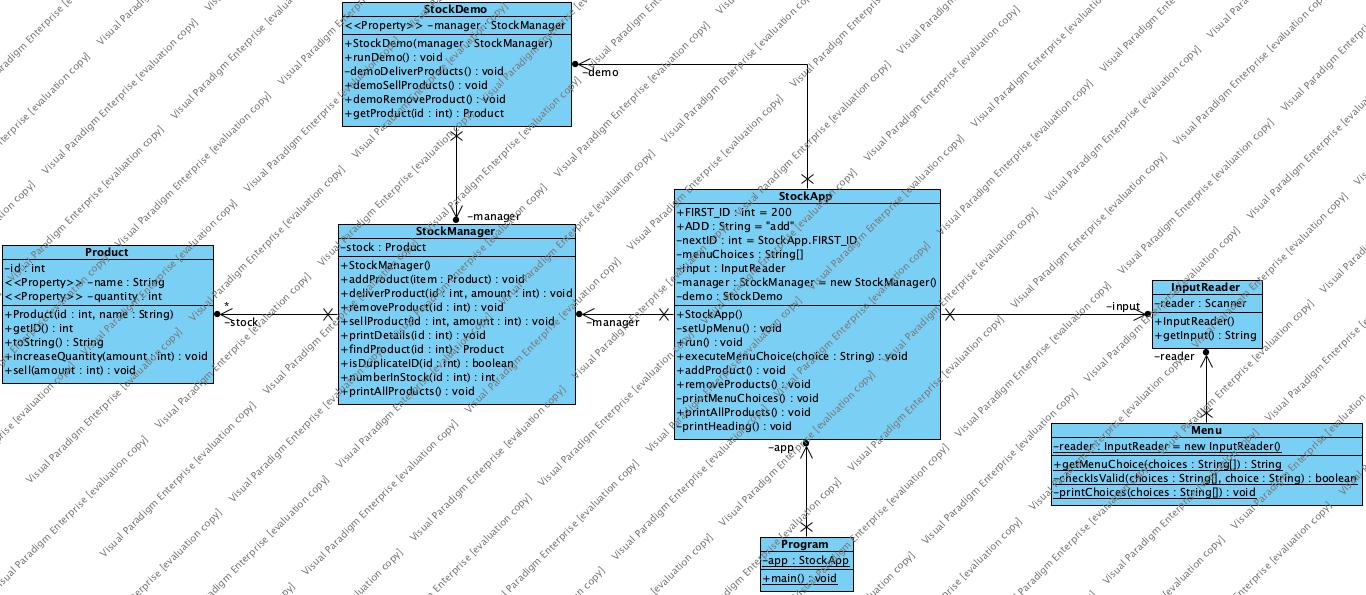 StockDemo
<<Property>> -manager : StockManager
+StockDemo(manager : StockManager)
+runDemo() : void
-demoDeliverProducts() : void
+demoSellProducts() : void
+demoRemoveProduct() : void
+getProduct(id : int) : Product
-demo
-manager
StockManager
-stock : Product
+StockManager()
+addProduct(item : Product) : void
+deliverProduct(id : int, amount : int) : void
+removeProduct(id : int) : void
+sellProduct(id : int, amount : int) : void
+printDetails(id : int) : void
+findProduct(id : int) : Product
+isDuplicateID(id : int) : boolean
+numberInStock(id : int) : int
+printAllProducts() : void
Product
-id : int
<<Property>> -name : String
<<Property>> -quantity : int
+Product(id : int, name : String)
+getID() : int
+toString() : String
+increaseQuantity(amount : int) : void
+sell(amount : int) : void
*
-stock
-manager
StockApp
+FIRST_ID : int = 200
+ADD : String = "add"
-nextID : int = StockApp.FIRST_ID
-menuChoices : String[]
-input : InputReader
-manager : StockManager = new StockManager()
-demo : StockDemo
+StockApp()
-setUpMenu() : void
+run() : void
+executeMenuChoice(choice : String) : void
+addProduct() : void
+removeProducts() : void
-printMenuChoices() : void
+printAllProducts() : void
-printHeading() : void
-input
InputReader
-reader : Scanner
+InputReader()
+getInput() : String
-reader
Menu
-reader : InputReader = new InputReader()
+getMenuChoice(choices : String[]) : String
-checkIsValid(choices : String[], choice : String) : boolean
-printChoices(choices : String[]) : void
-app
Program
-app : StockApp
+main() : void
Visual Paradigm Enterprise [evaluation copy]